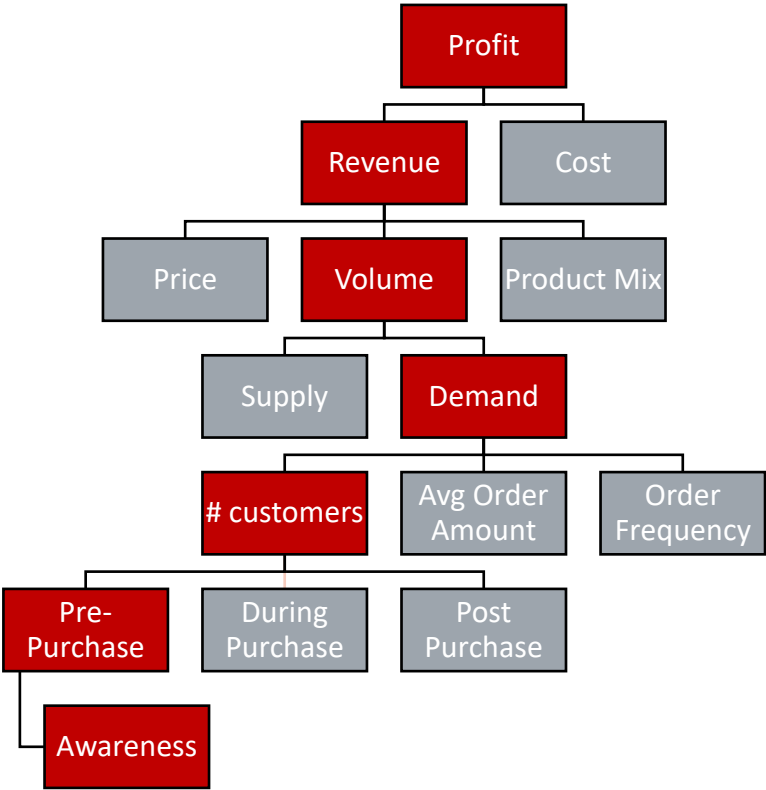 Profit
Revenue
Cost
Price
Volume
Product Mix
Supply
Demand
# customers
Avg Order
Amount
Order
Frequency
Pre-
Purchase
During
Purchase
Post
Purchase
Awareness